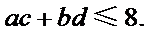 ac + bd ⩽ 8.